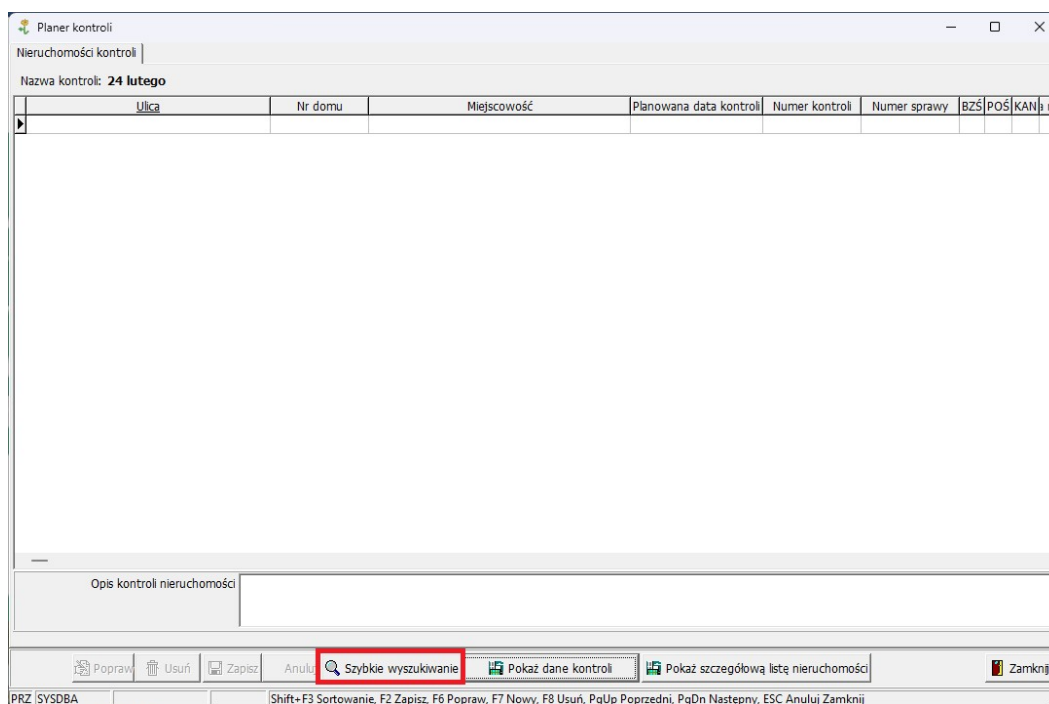 Planer kontroli
Nieruchomości kontroli
Nazwa kontroli: 24 lutego
Ulica Nr domu Miejscowość Planowana data kontroli Numer kontroli Numer sprawy BZŚ POŚ KAN
Opis kontroli nieruchomości
Popraw Usuń Zapisz Anuluj Szybkie wyszukiwanie Pokaż dane kontroli Pokaż szczegółową listę nieruchomości Zamknij
PRZ SYSDBA Shift+F3 Sortowanie, F2 Zapisz, F6 Popraw, F7 Nowy, F8 Usuń, PgUp Poprzedni, PgDn Następny, ESC Anuluj Zamknij